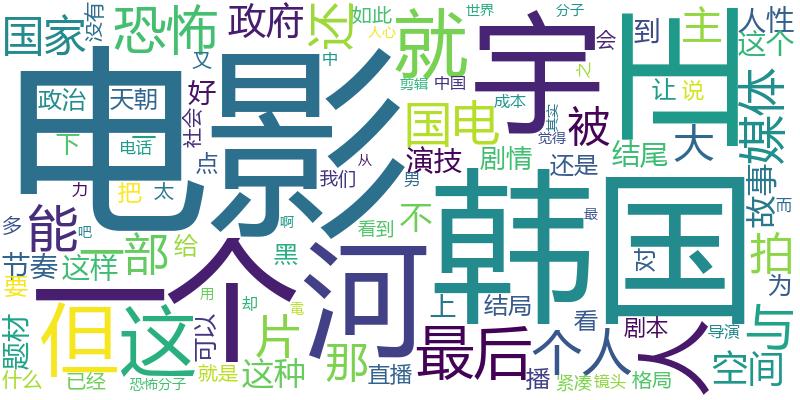 国家 没有 恐怖 政府 还 如此 世界 分子 宇 正 主 人性
电影 又 人心 就 会 到 这个
政治 天朝 好 中 剪辑 中国 之 让 说 媒体
下 一 电话 社会 点 国电 成本 其实 被 大
力 把 太 我们 从 男 演技 剧情 觉得 还是 结尾 故事 而
多 能 吧 一部 给 啊 看到 不 韩国 最 对 拍
节奏 这样 黑 河 上 结局 看 为
要 一个 用 却 電 人 与
题材 但 这 可以 片 那 最后 个人 剧本 导演 空间
什么 已经 恐怖分子 就是 这种 直播 播 紧凑 镜头 格局